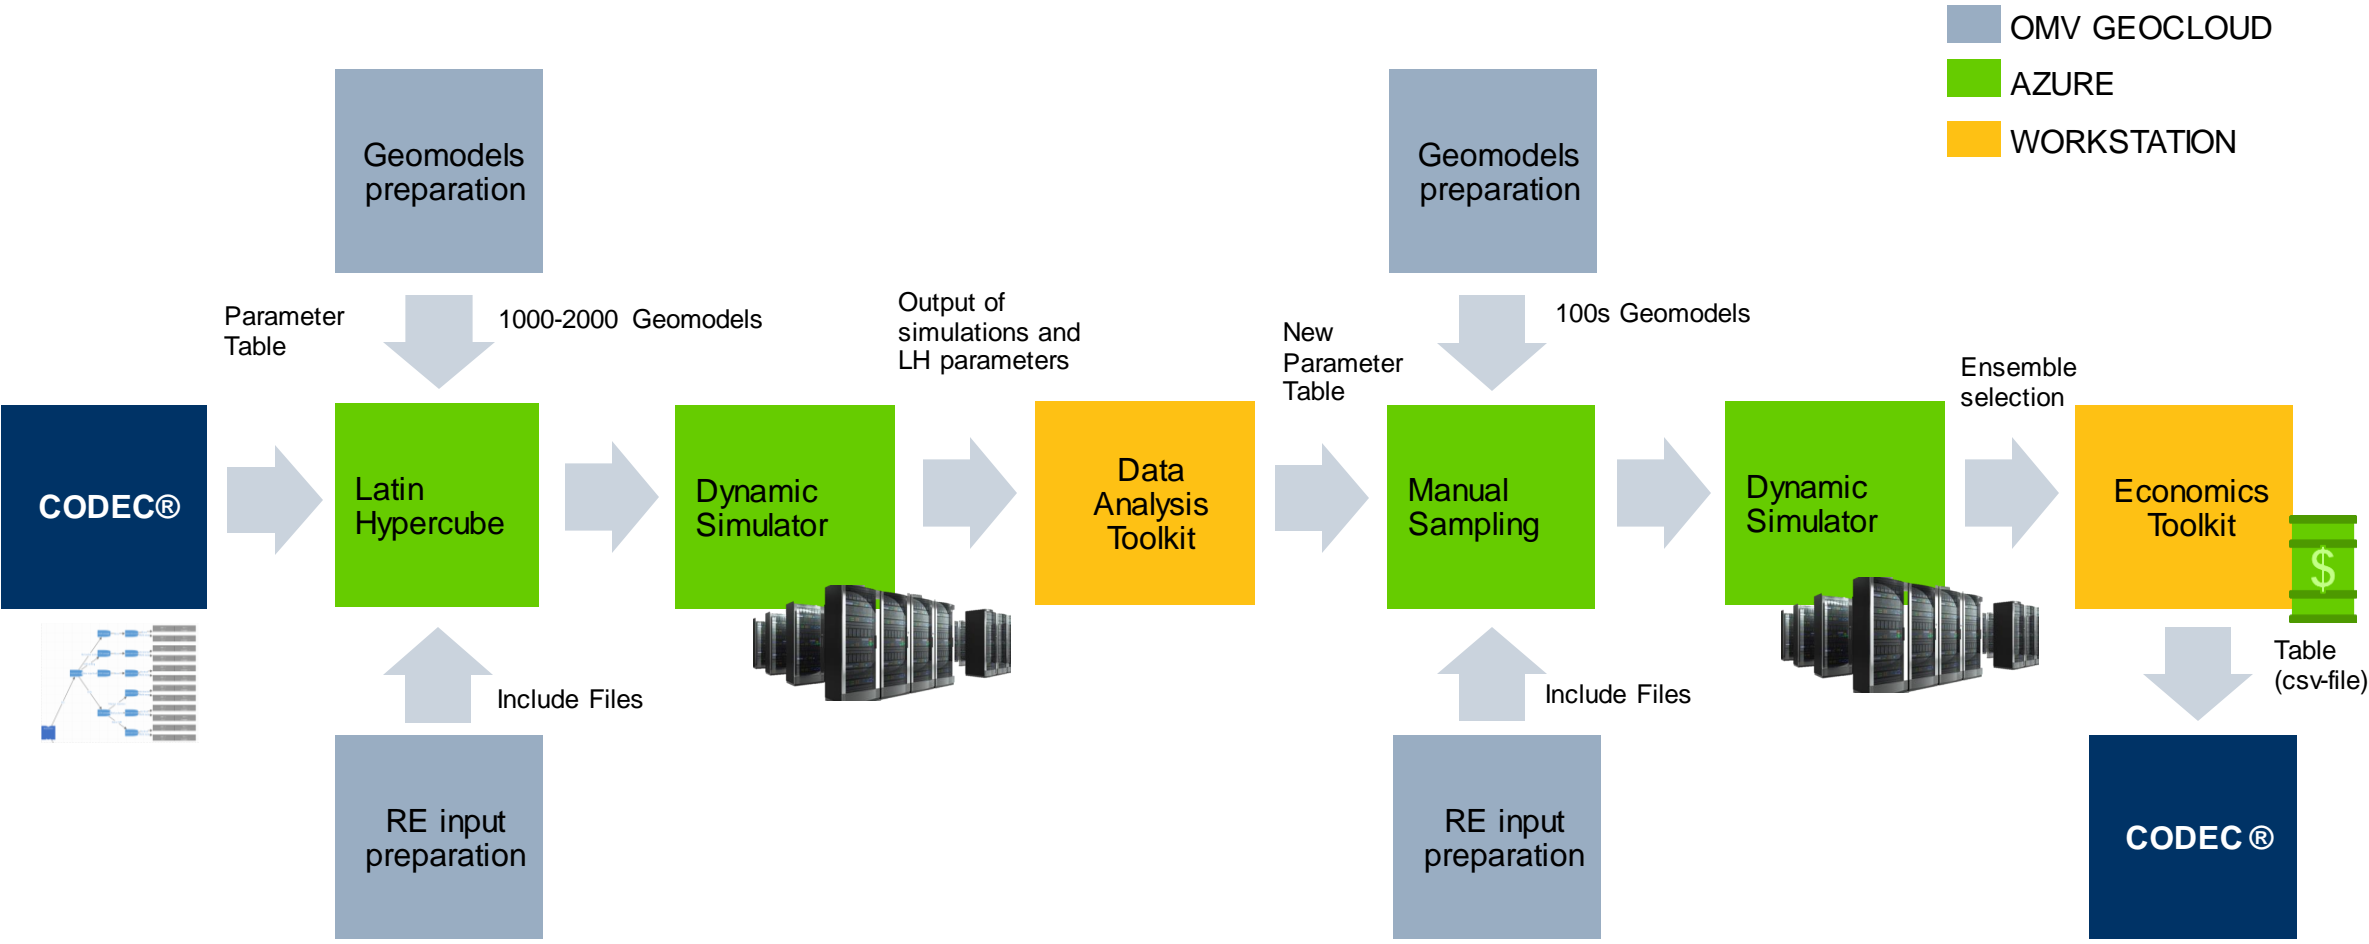 OMV GEOCLOUD
AZURE
WORKSTATION
Geomodels
preparation
Geomodels
preparation
Parameter
Table
1000-2000 Geomodels
Output of
simulations and
LH parameters
New
Parameter
Table
100s Geomodels
Ensemble
selection
CODEC®
Latin
Hypercube
Dynamic
Simulator
Data
Analysis
Toolkit
Manual
Sampling
Dynamic
Simulator
Economics
Toolkit
$
Include Files
Include Files
Table
(csv-file)
RE input
preparation
RE input
preparation
CODEC ®